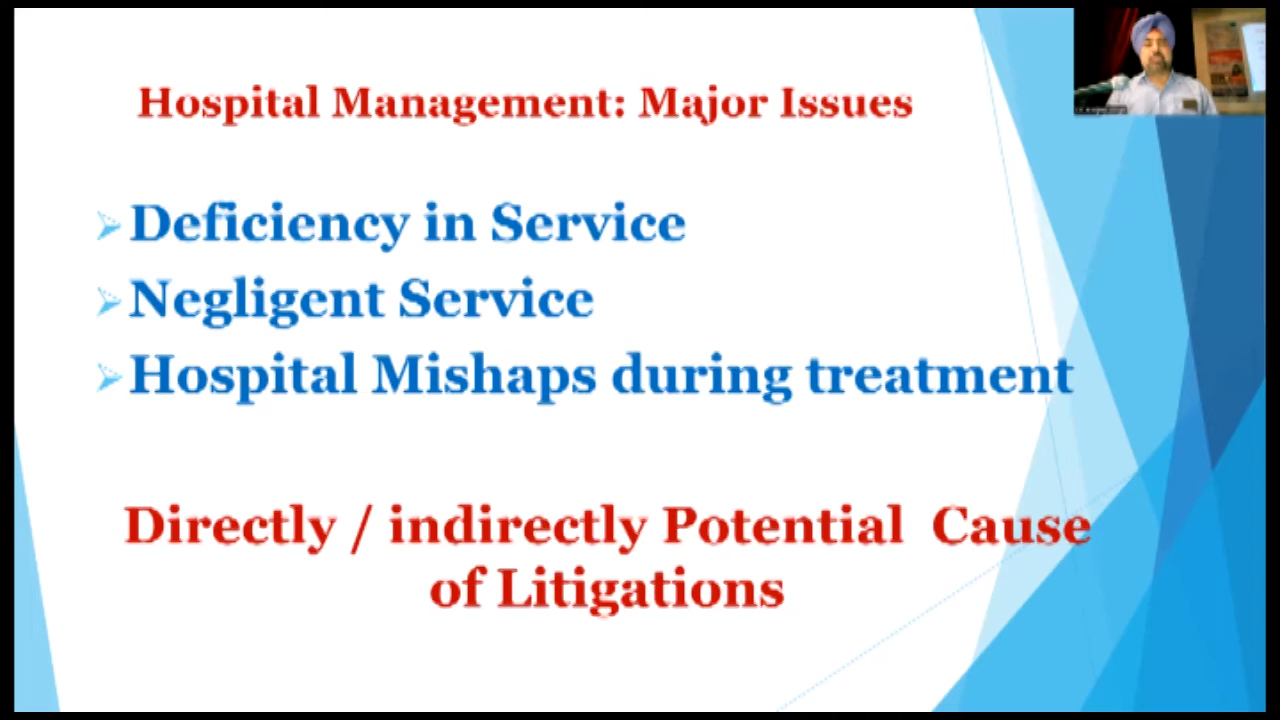 Hospital Management: Major Issues
Deficiency in Service
Negligent Service
Hospital Mishaps during treatment
Directly / indirectly Potential Cause
of Litigations